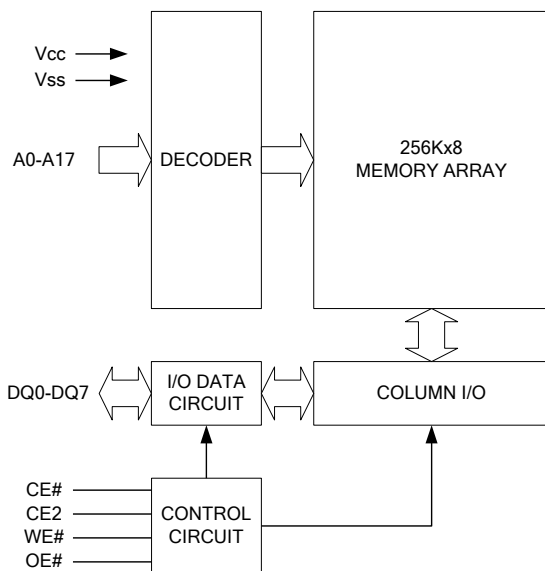 Vcc
Vss
A0-A17
DECODER
256Kx8
MEMORY ARRAY
DQ0-DQ7
I/O DATA
CIRCUIT
COLUMN I/O
CE#
CE2
WE#
OE#
CONTROL
CIRCUIT